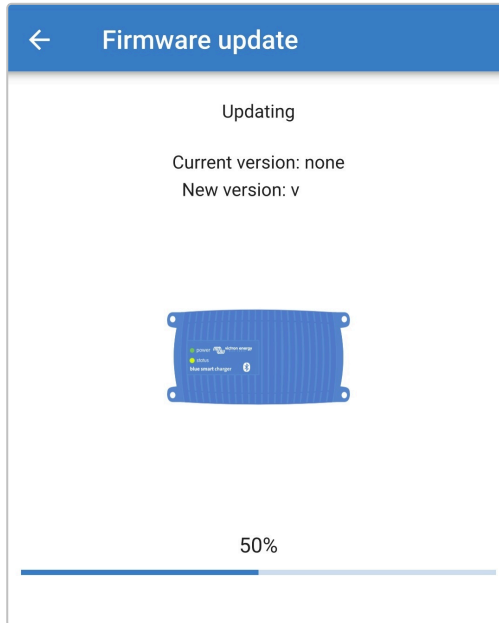 Firmware update
Updating
Current version: none
New version: v
power
victron energy
status
blue smart charger
50%